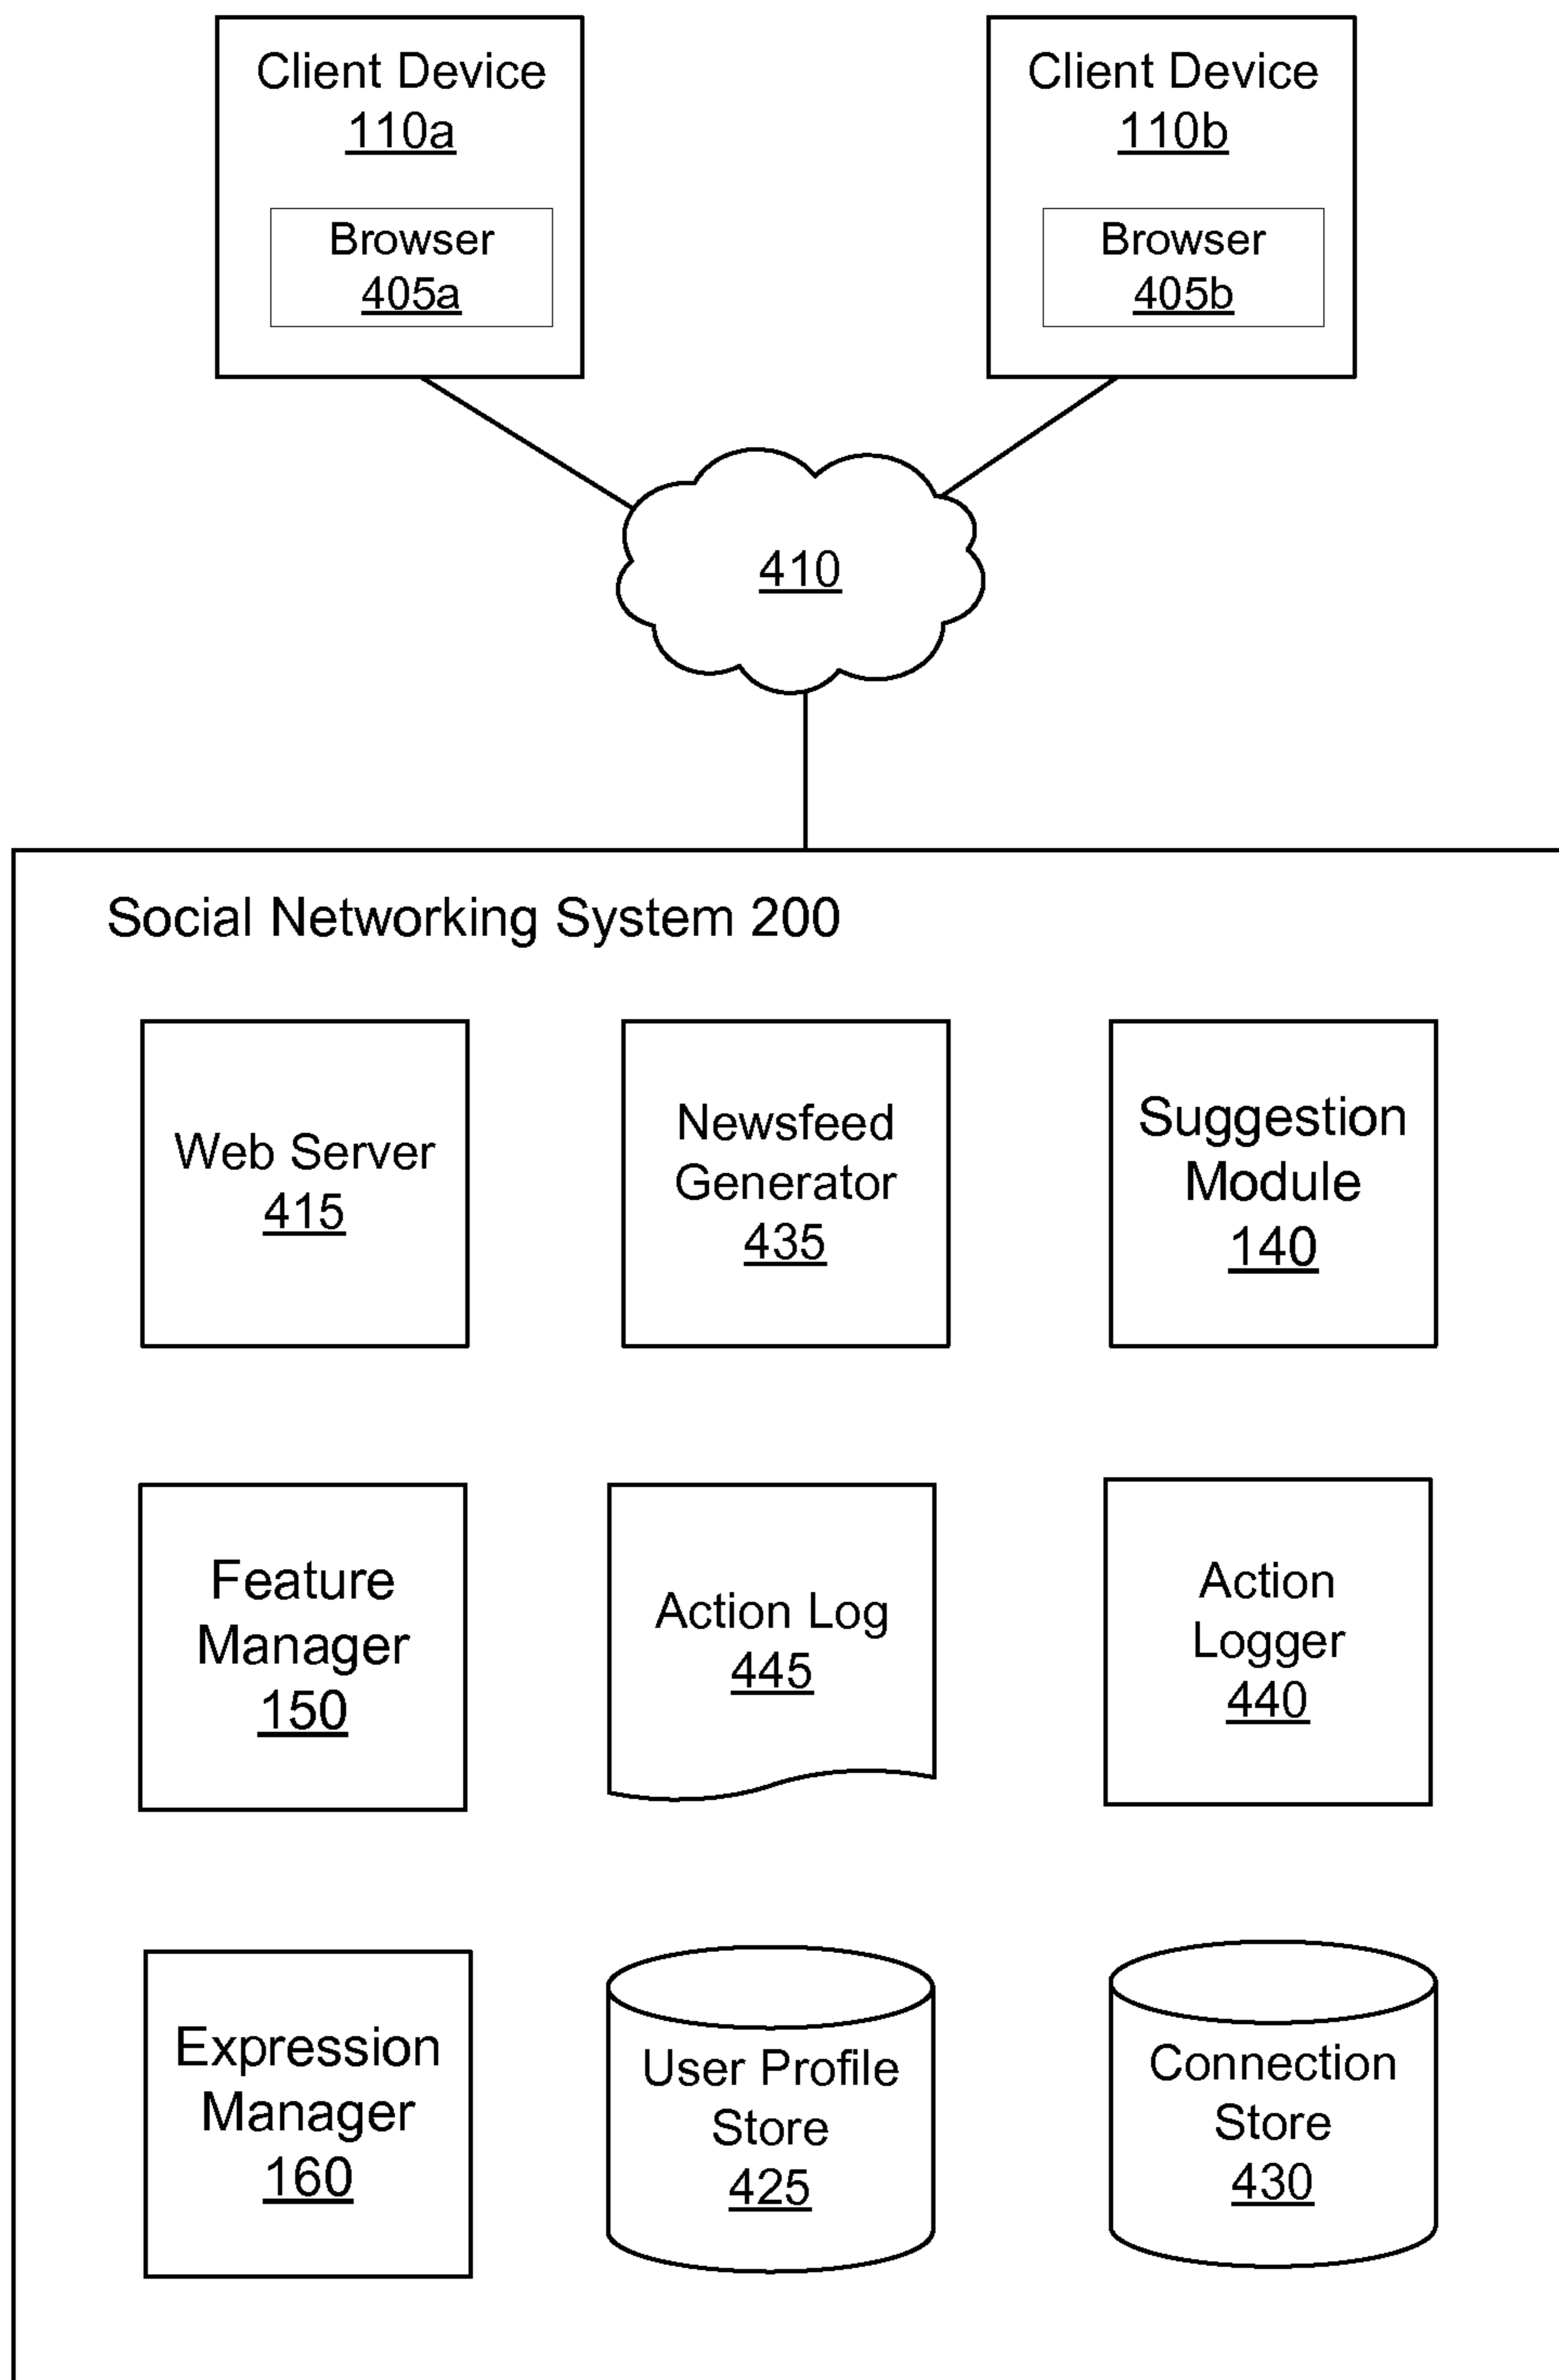 Client Device
110a
Browser
405a
Client Device
110b
Browser
405b
410
Social Networking System 200
Web Server
415
Newsfeed
Generator
435
Suggestion
Module
140
Feature
Manager
150
Action Log
445
Action
Logger
440
Expression
Manager
160
User Profile
Store
425
Connection
Store
430